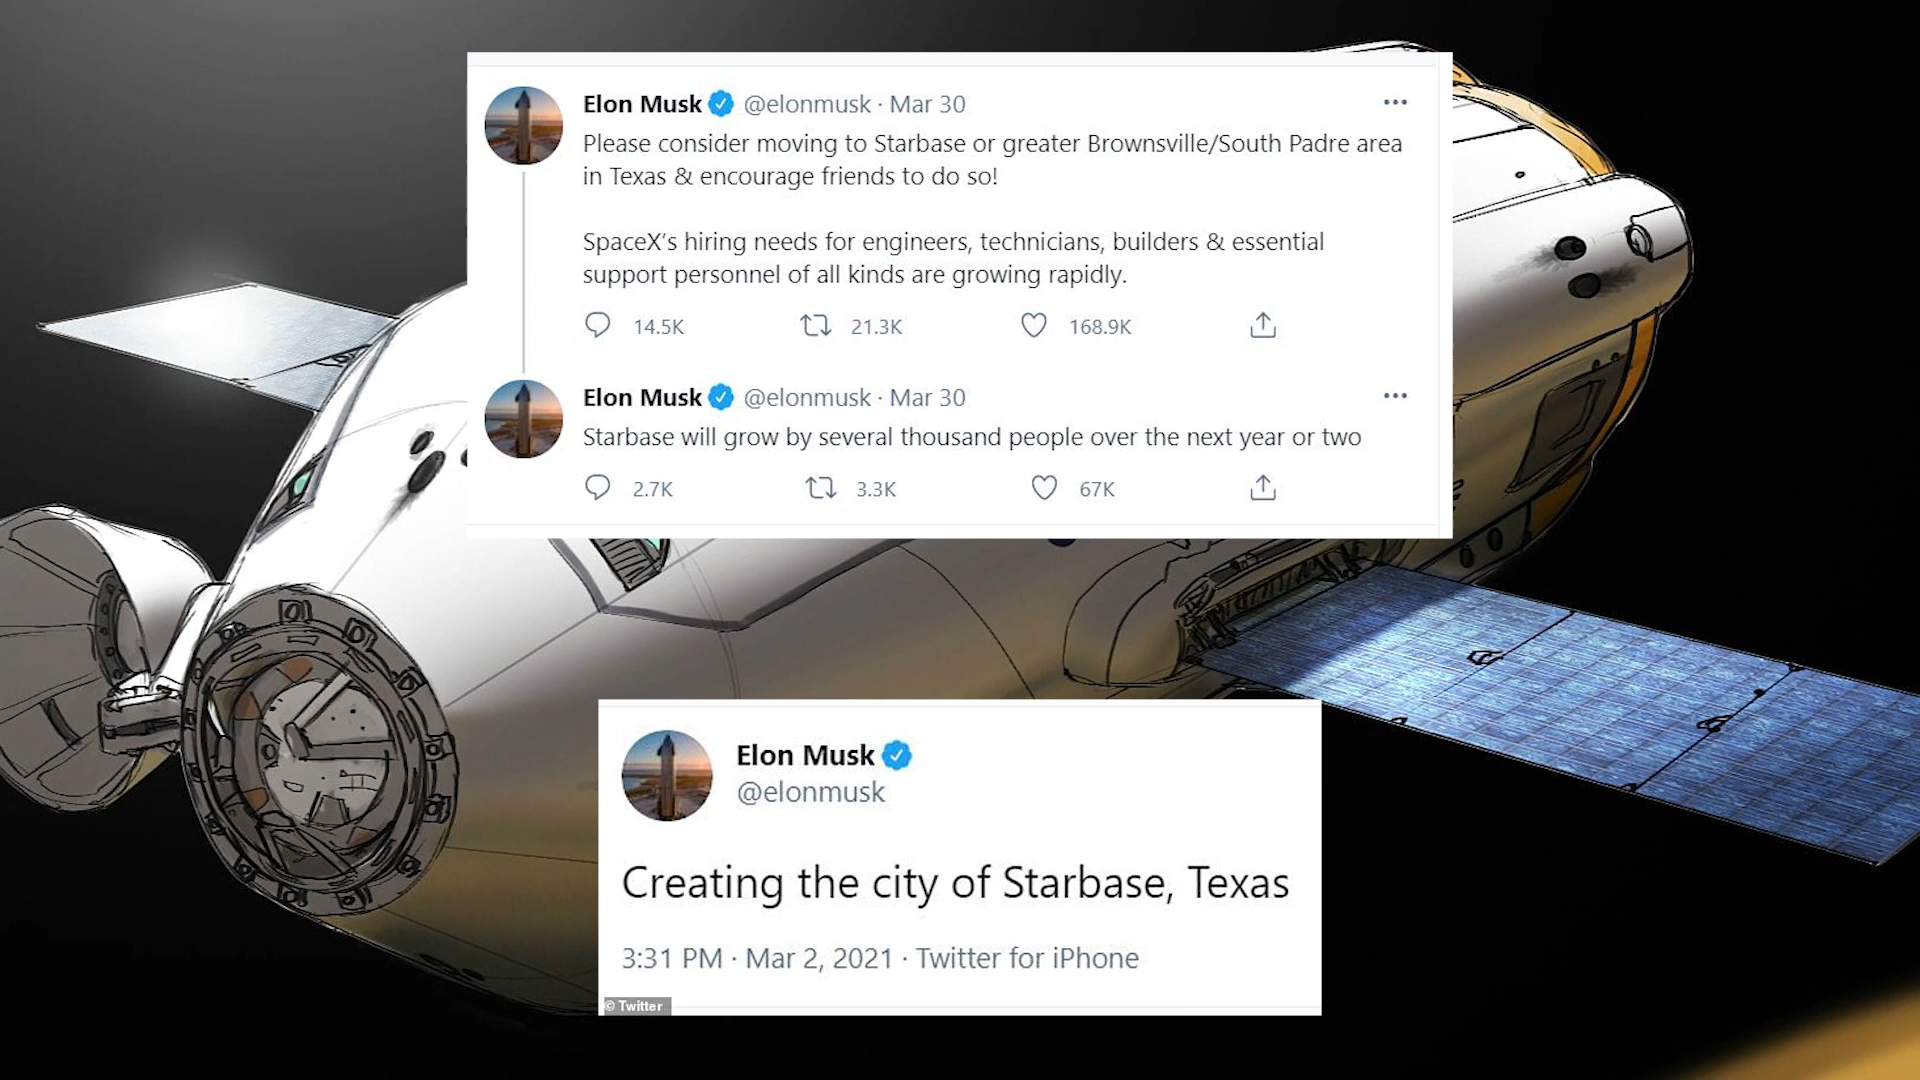 Elon Musk @elonmusk · Mar 30
Please consider moving to Starbase or greater Brownsville/South Padre area
in Texas & encourage friends to do so!
SpaceX’s hiring needs for engineers, technicians, builders & essential
support personnel of all kinds are growing rapidly.
14.5K 21.3K 168.9K
Elon Musk @elonmusk · Mar 30
Starbase will grow by several thousand people over the next year or two
2.7K 3.3K 67K
Elon Musk
@elonmusk
Creating the city of Starbase, Texas
3:31 PM · Mar 2, 2021 · Twitter for iPhone
© Twitter